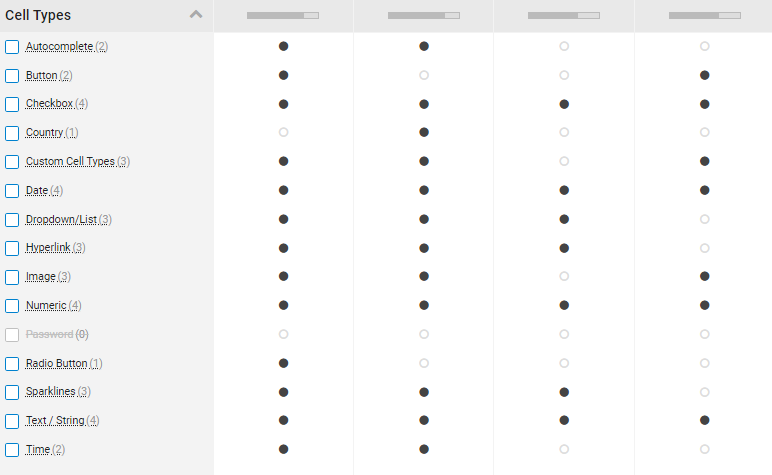 Cell Types
Autocomplete (2)
Button (2)
Checkbox (4)
Country (1)
Custom Cell Types (3)
Date (4)
Dropdown/List (3)
Hyperlink (3)
Image (3)
Numeric (4)
Password (0)
Radio Button (1)
Sparklines (3)
Text / String (4)
Time (2)